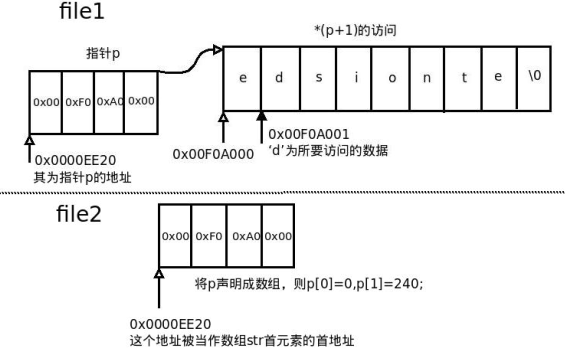 file1
*(p+1)的访问
指针p
e d s i o n t e \0
0x00 0xF0 0xA0 0x00
0x00F0A000
0x00F0A001
‘d’为所要访问的数据
0x0000EE20
其为指针p的地址
file2
0x00 0xF0 0xA0 0x00
将p声明成数组，则p[0]=0,p[1]=240;
0x0000EE20
这个地址被当作数组str首元素的首地址